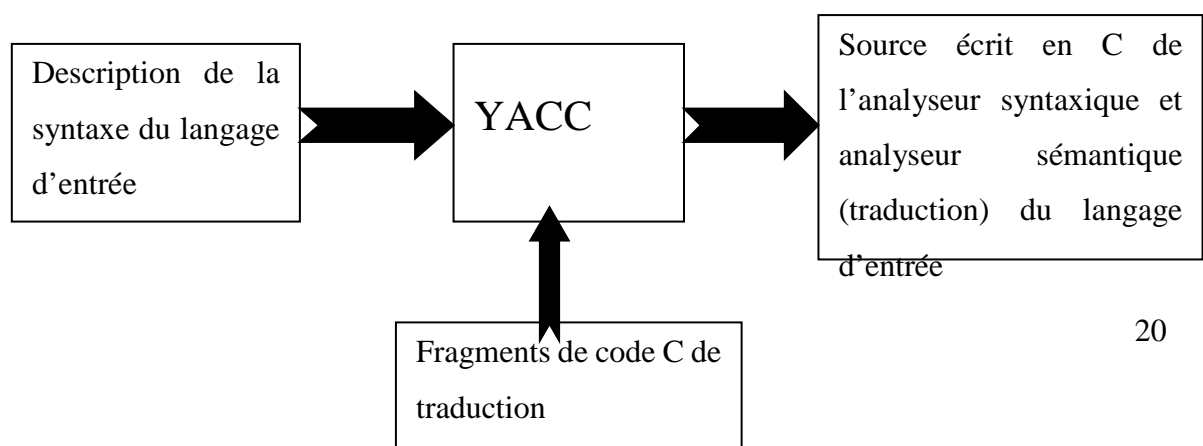 Description de la
syntaxe du langage
d’entrée
YACC
Source écrit en C de
l’analyseur syntaxique et
analyseur sémantique
(traduction) du langage
d’entrée
Fragments de code C de
traduction
20